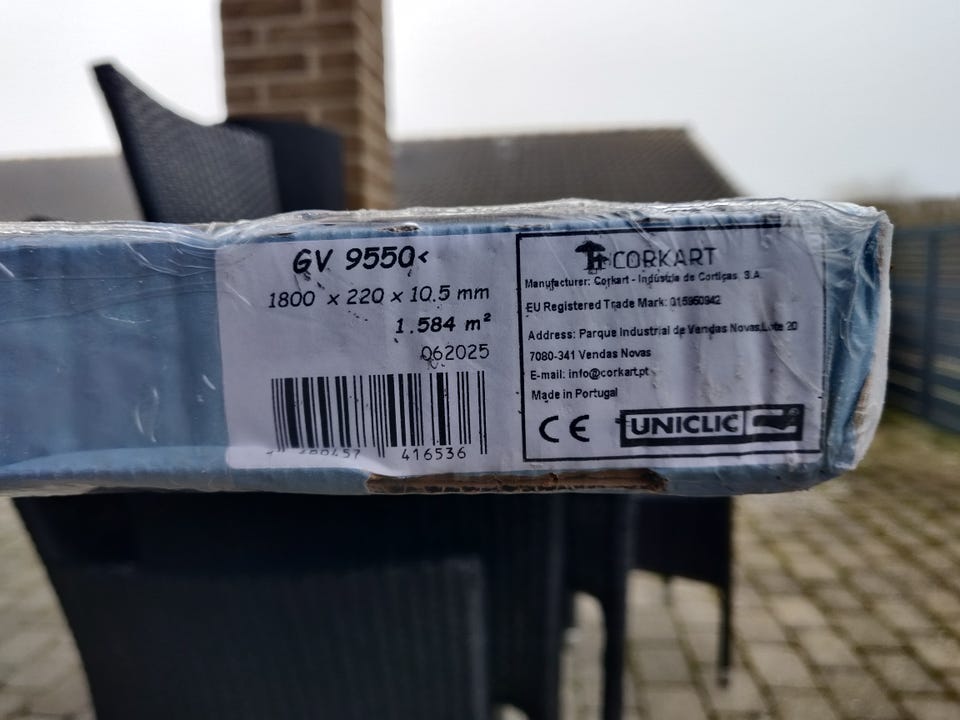 GV 9550<
1800 x 220 x 10.5 mm
1.584 m²
062025
416536
CORKART
Manufacturer: Corkart - Indústria de Cortiças, S.A
EU Registered Trade Mark: 015950942
Address: Parque Industrial de Vendas Novas, Lote 20
7080-341 Vendas Novas
E-mail: info@corkart.pt
Made in Portugal
CE UNICLIC